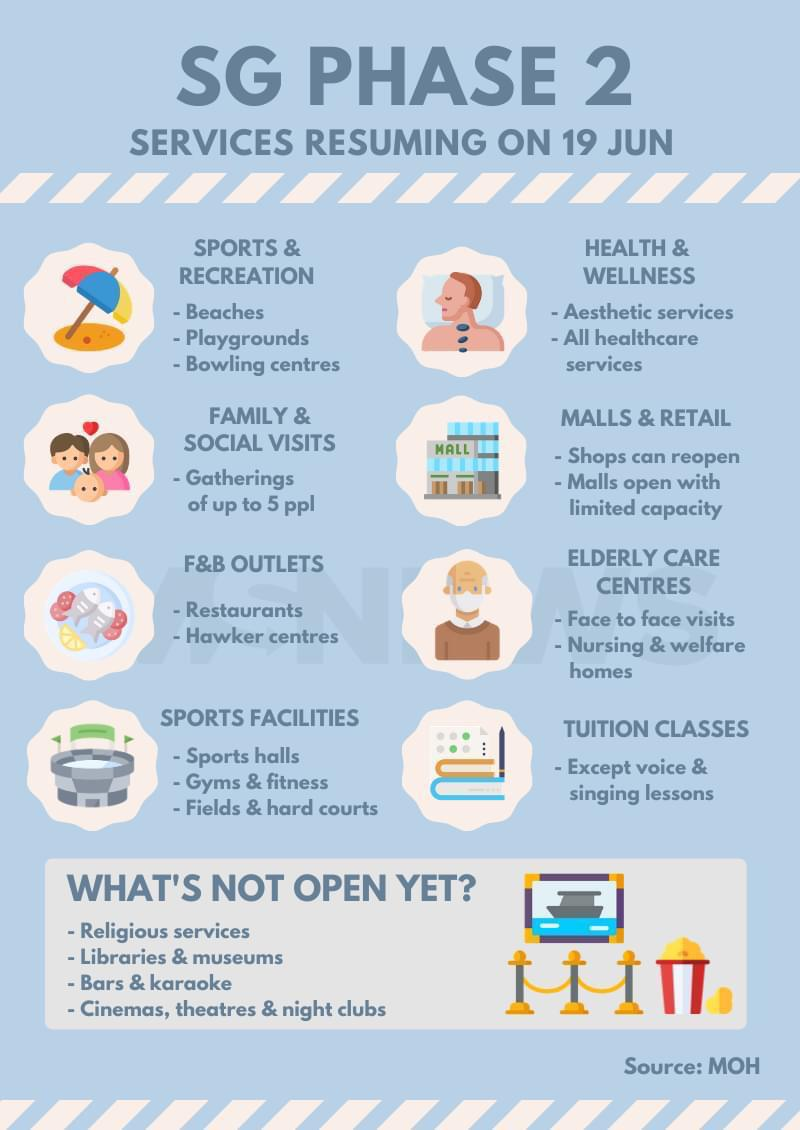 SG PHASE 2
SERVICES RESUMING ON 19 JUN
SPORTS &
RECREATION
- Beaches
- Playgrounds
- Bowling centres
HEALTH &
WELLNESS
- Aesthetic services
- All healthcare
services
FAMILY &
SOCIAL VISITS
- Gatherings
of up to 5 ppl
MALL
MALLS & RETAIL
- Shops can reopen
- Malls open with
limited capacity
F&B OUTLETS
- Restaurants
- Hawker centres
ELDERLY CARE
CENTRES
- Face to face visits
- Nursing & welfare
homes
SPORTS FACILITIES
- Sports halls
- Gyms & fitness
- Fields & hard courts
TUITION CLASSES
- Except voice &
singing lessons
WHAT'S NOT OPEN YET?
- Religious services
- Libraries & museums
- Bars & karaoke
- Cinemas, theatres & night clubs
Source: MOH